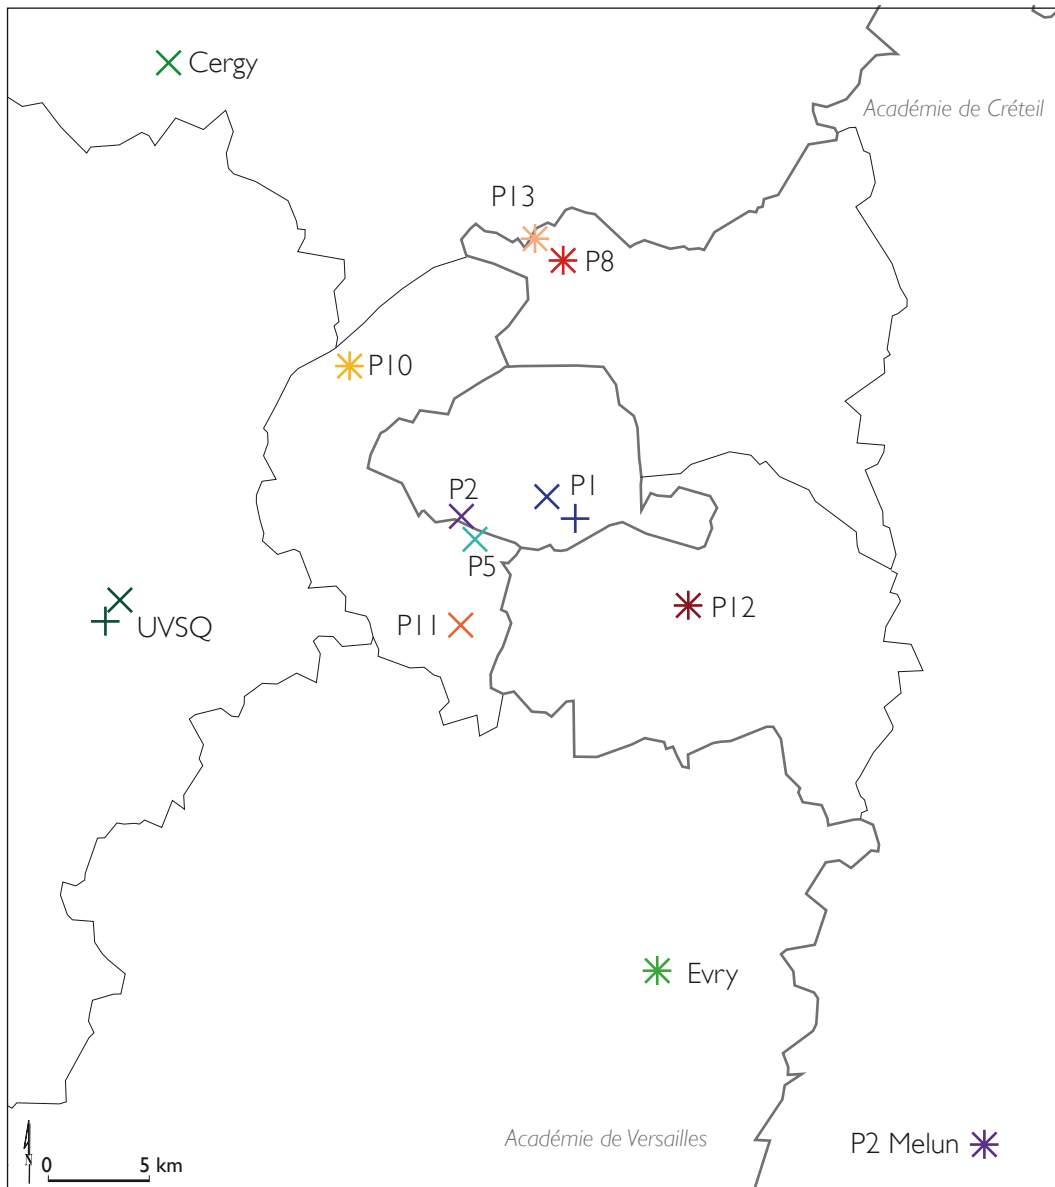 Cergy
Académie de Créteil
P13
P8
P10
P2
P1
P5
P12
P11
UVSQ
Evry
Académie de Versailles
P2 Melun
N
0 5 km